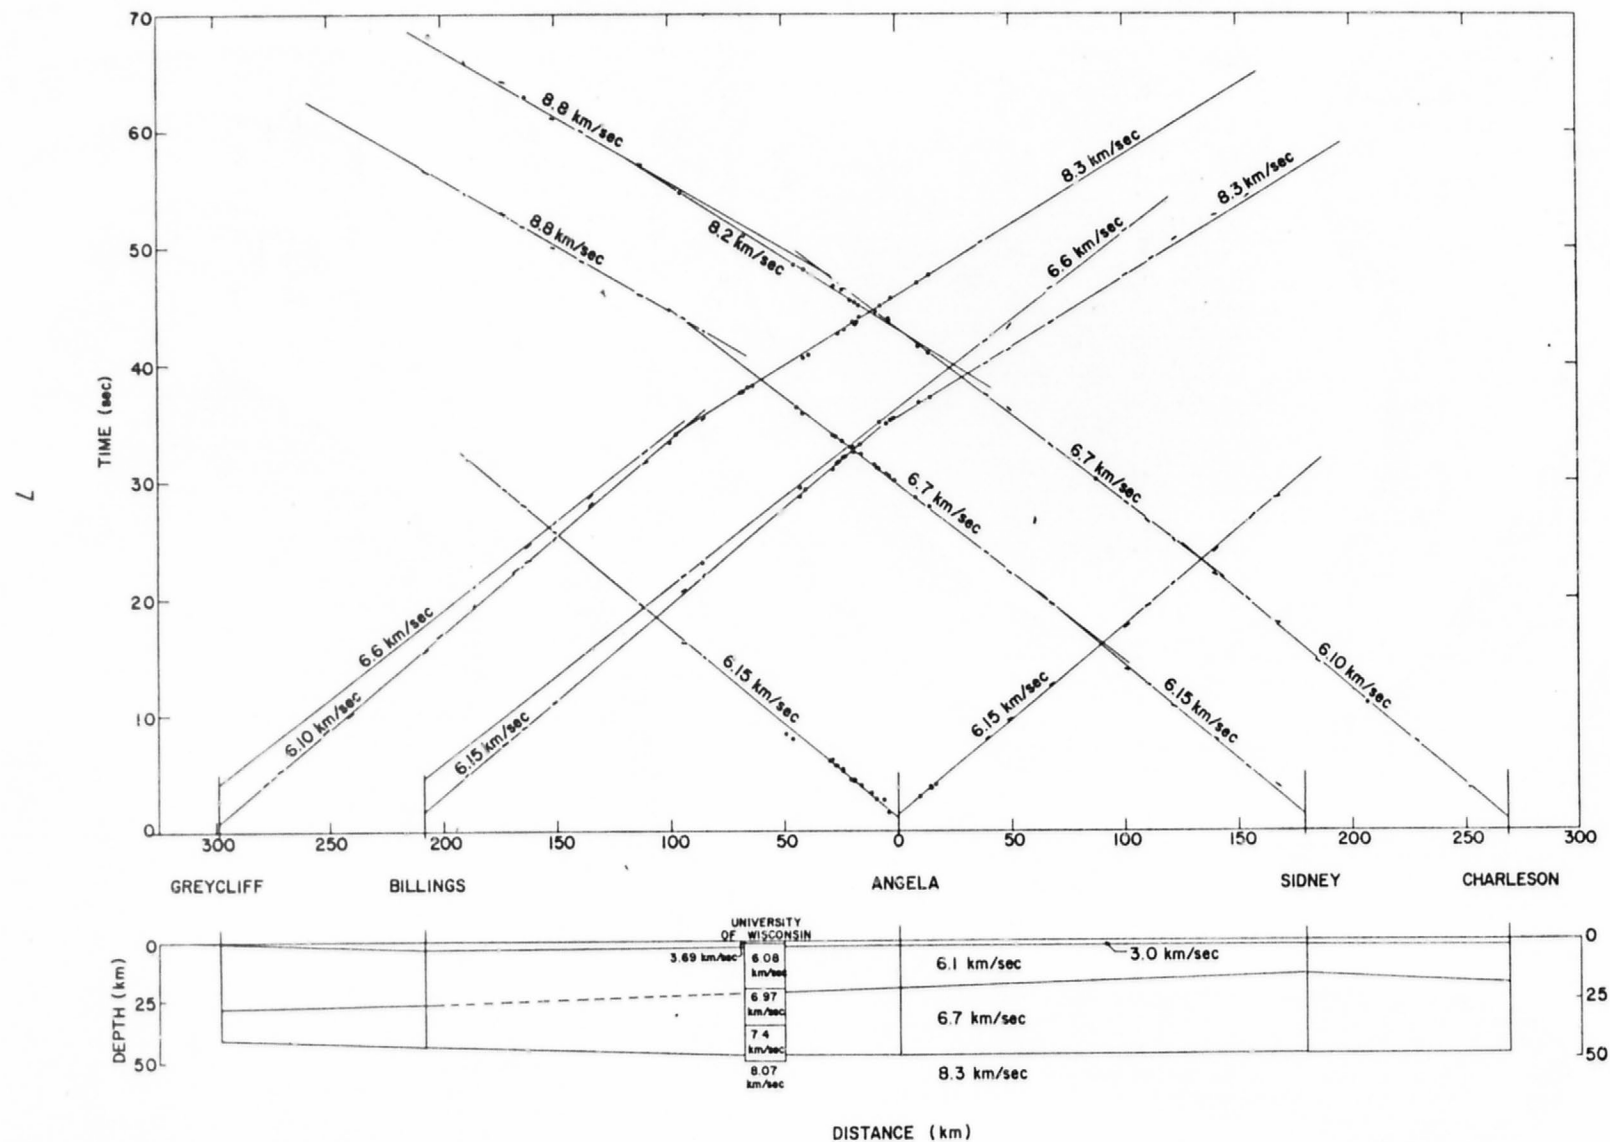 70
60
50
40
30
20
10
0
TIME (sec)
7
8.8 km/sec
8.3 km/sec
8.3 km/sec
8.8 km/sec
8.2 km/sec
6.6 km/sec
6.7 km/sec
6.7 km/sec
6.6 km/sec
6.10 km/sec
6.15 km/sec
6.15 km/sec
6.15 km/sec
6.15 km/sec
6.10 km/sec
300 250 200 150 100 50 0 50 100 150 200 250 300
GREYCLIFF BILLINGS ANGELA SIDNEY CHARLESON
UNIVERSITY
OF WISCONSIN
0
25
50
DEPTH (km)
3.69 km/sec
6.08
km/sec
6.97
km/sec
7.4
km/sec
8.07
km/sec
6.1 km/sec
3.0 km/sec
6.7 km/sec
8.3 km/sec
0
25
50
DISTANCE (km)